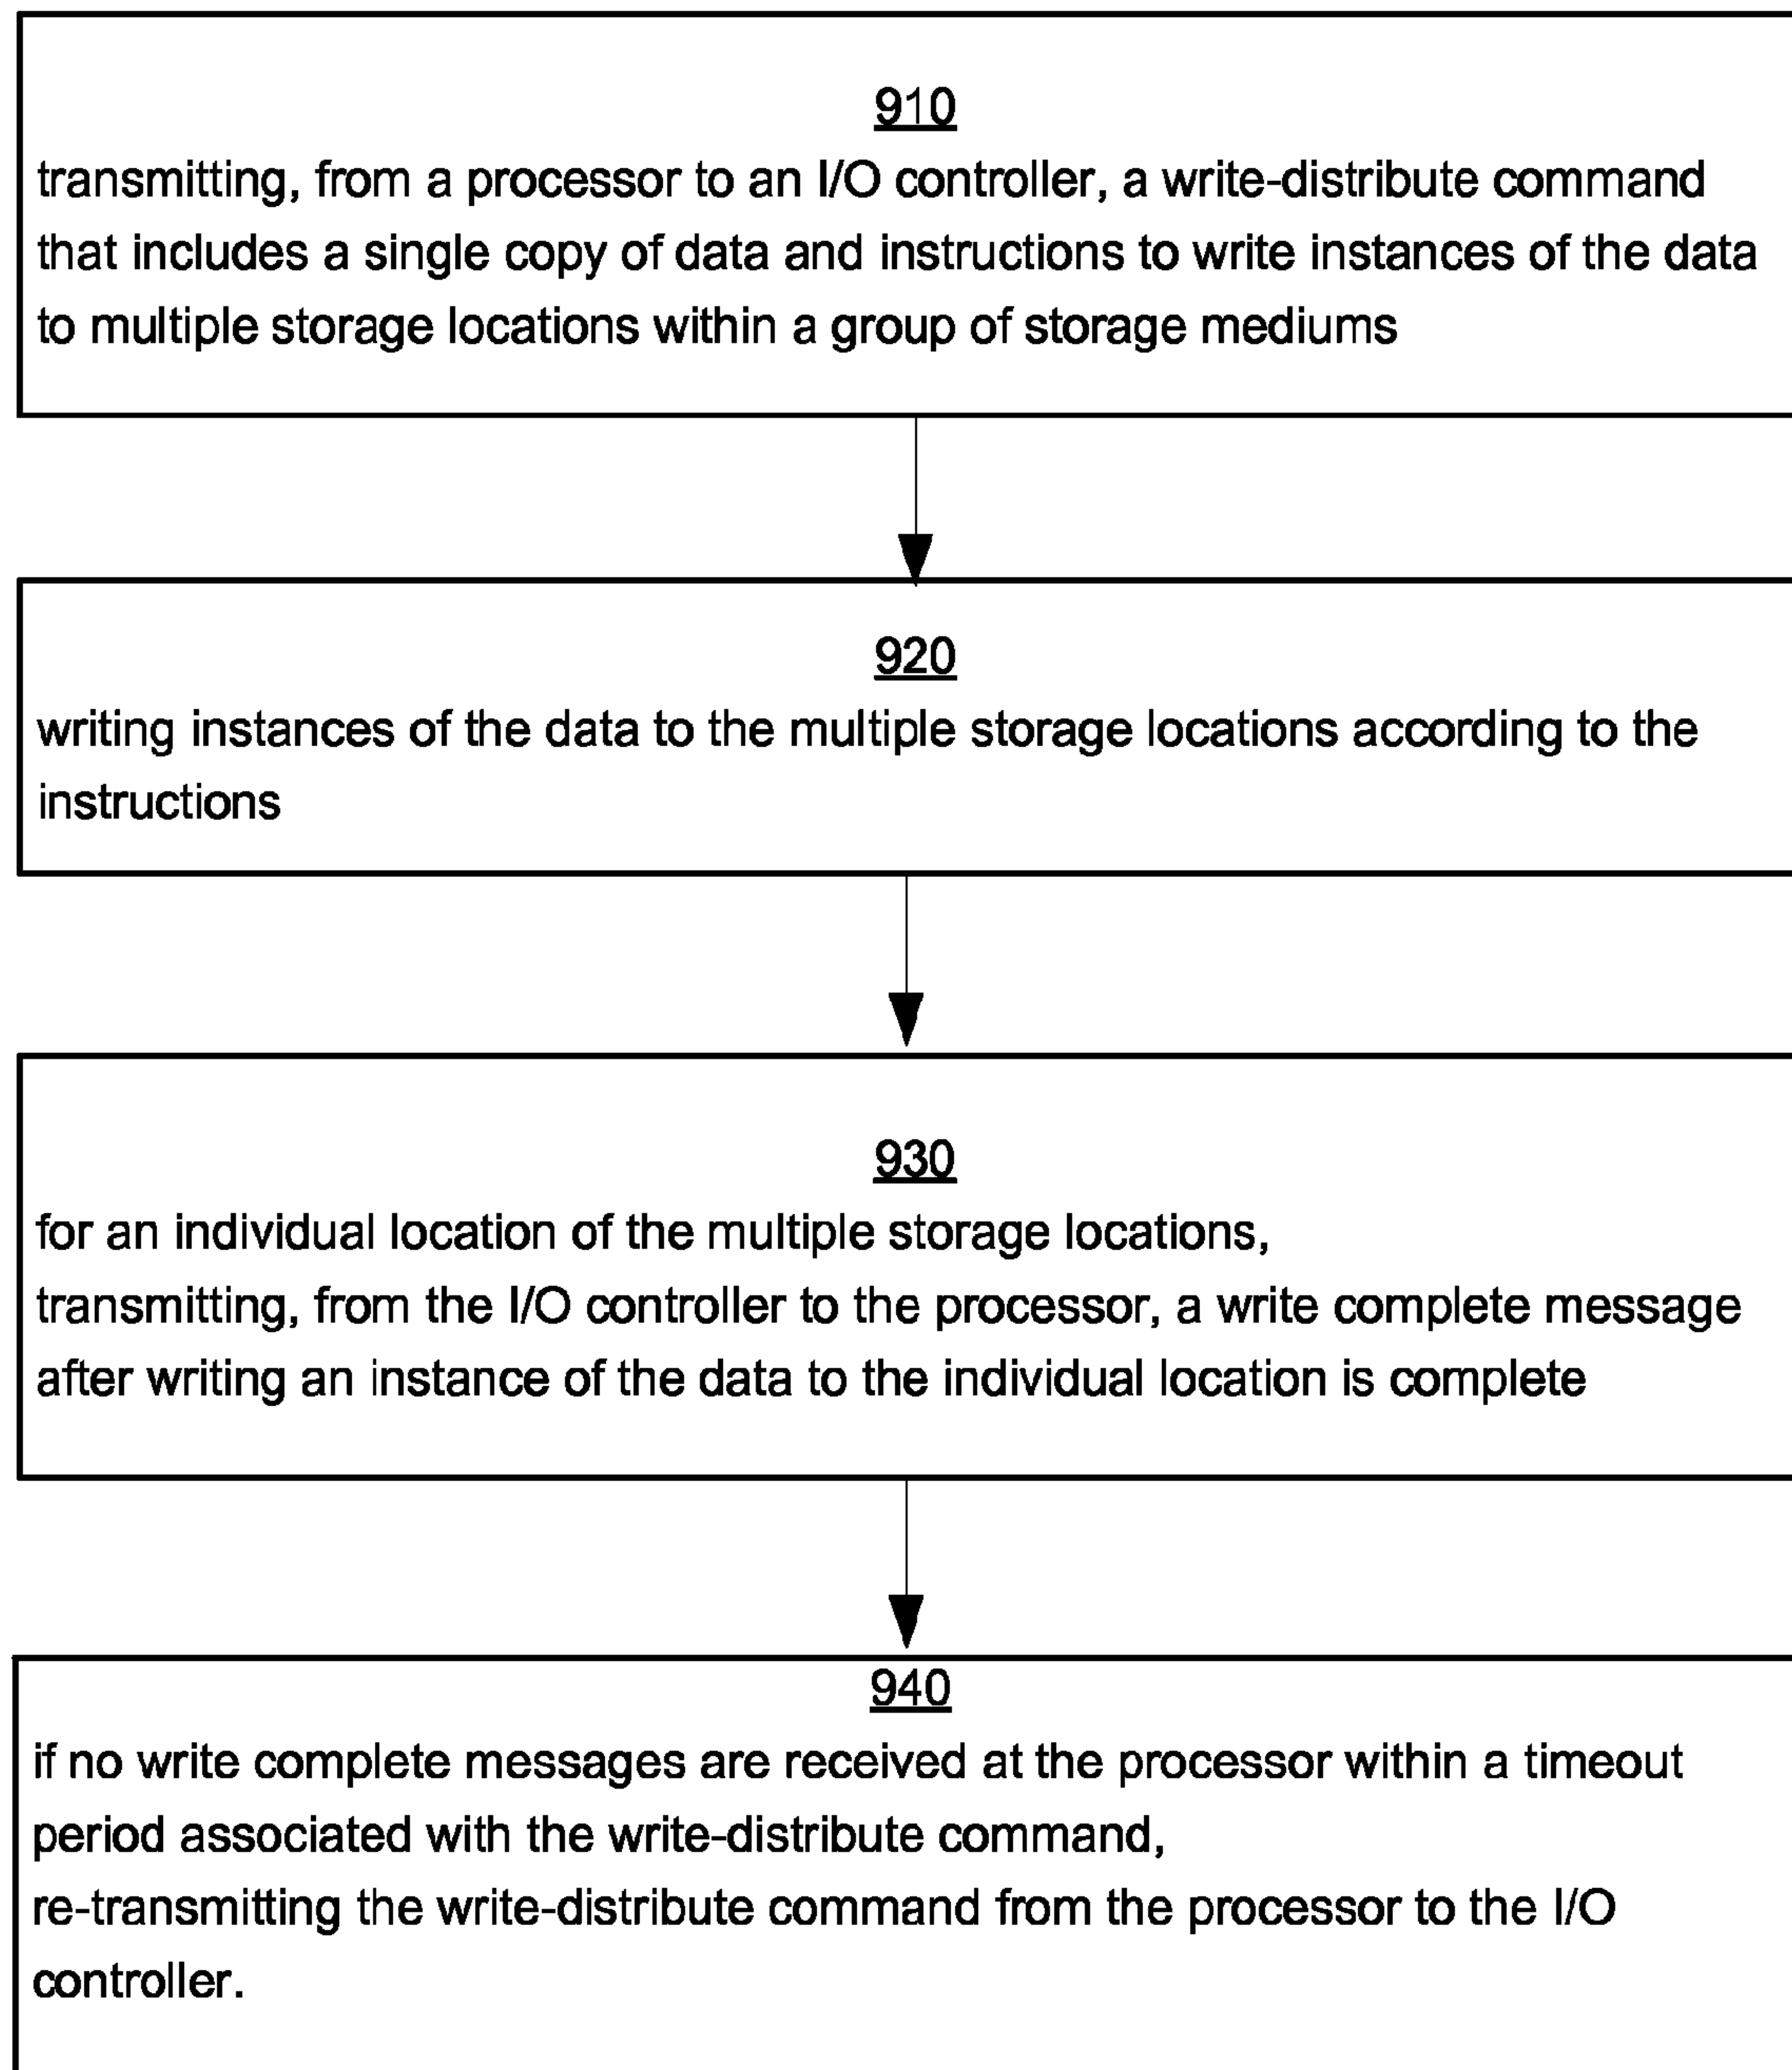 910
transmitting, from a processor to an I/O controller, a write-distribute command
that includes a single copy of data and instructions to write instances of the data
to multiple storage locations within a group of storage mediums
920
writing instances of the data to the multiple storage locations according to the
instructions
930
for an individual location of the multiple storage locations,
transmitting, from the I/O controller to the processor, a write complete message
after writing an instance of the data to the individual location is complete
940
if no write complete messages are received at the processor within a timeout
period associated with the write-distribute command,
re-transmitting the write-distribute command from the processor to the I/O
controller.